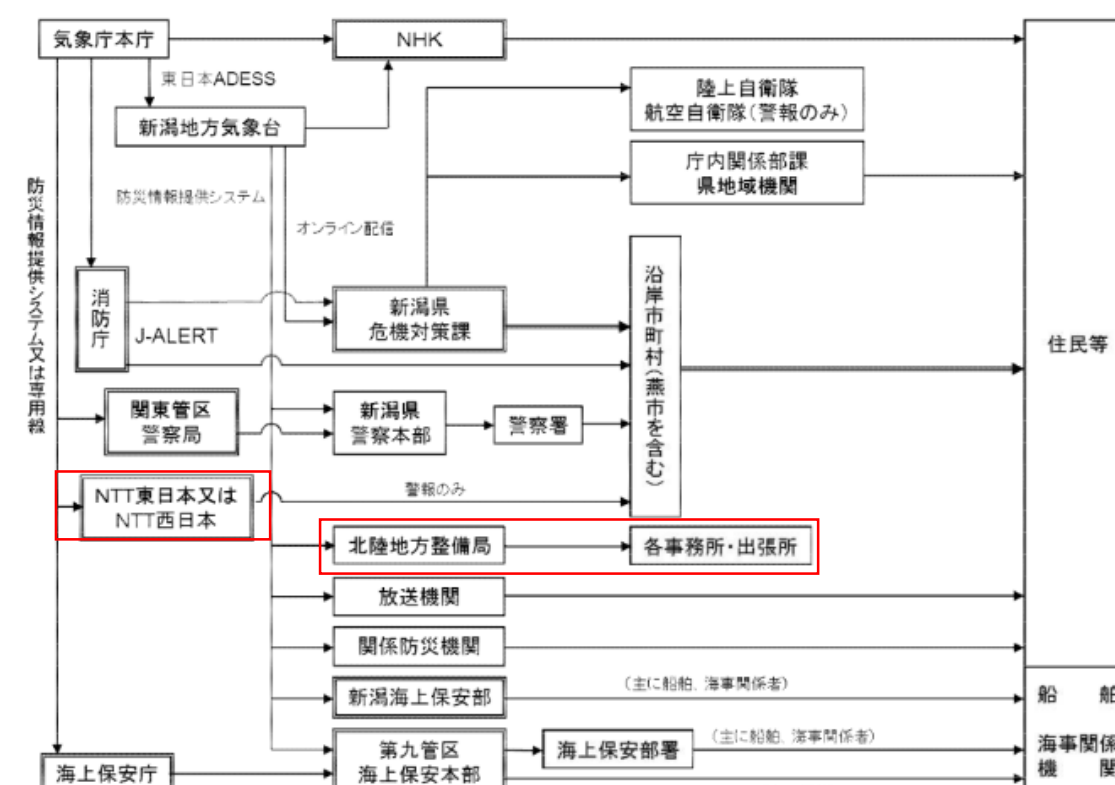 気象庁本庁
NHK
東日本ADESS
陸上自衛隊
航空自衛隊(警報のみ)
新潟地方気象台
庁内関係部課
県地域機関
防災情報提供システム
防災情報提供システム又は専用線
オンライン配信
沿岸市町村(燕市を含む)
消防庁
新潟県
危機対策課
J-ALERT
住民等
関東管区
警察局
新潟県
警察本部
警察署
NTT東日本又は
NTT西日本
警報のみ
北陸地方整備局
各事務所・出張所
放送機関
関係防災機関
新潟海上保安部
(主に船舶、海事関係者)
船 舶
第九管区
海上保安本部
海上保安部署
(主に船舶、海事関係者)
海事関係
機 関
海上保安庁